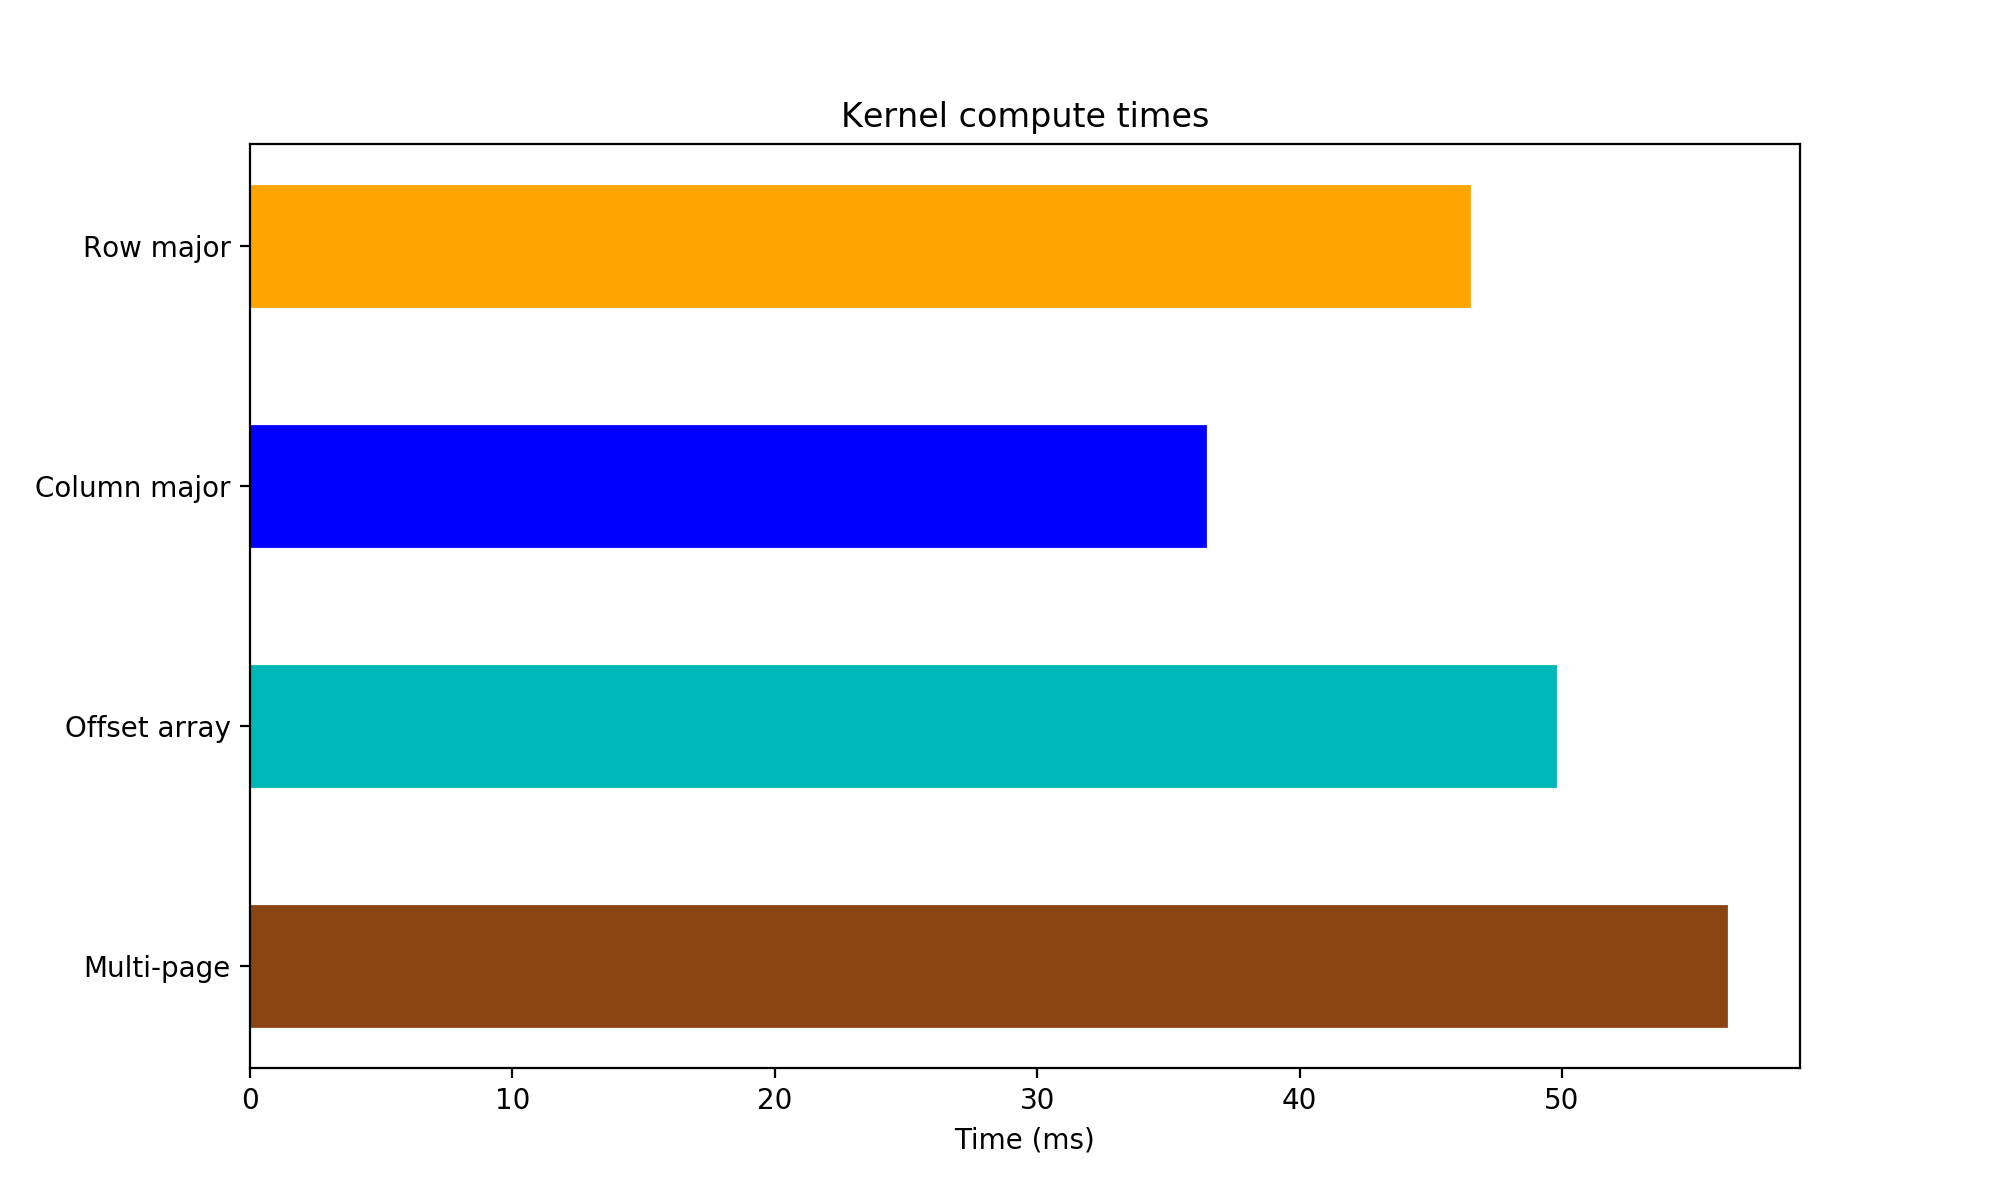 Kernel compute times
Row major
Column major
Offset array
Multi-page
0 10 20 30 40 50
Time (ms)